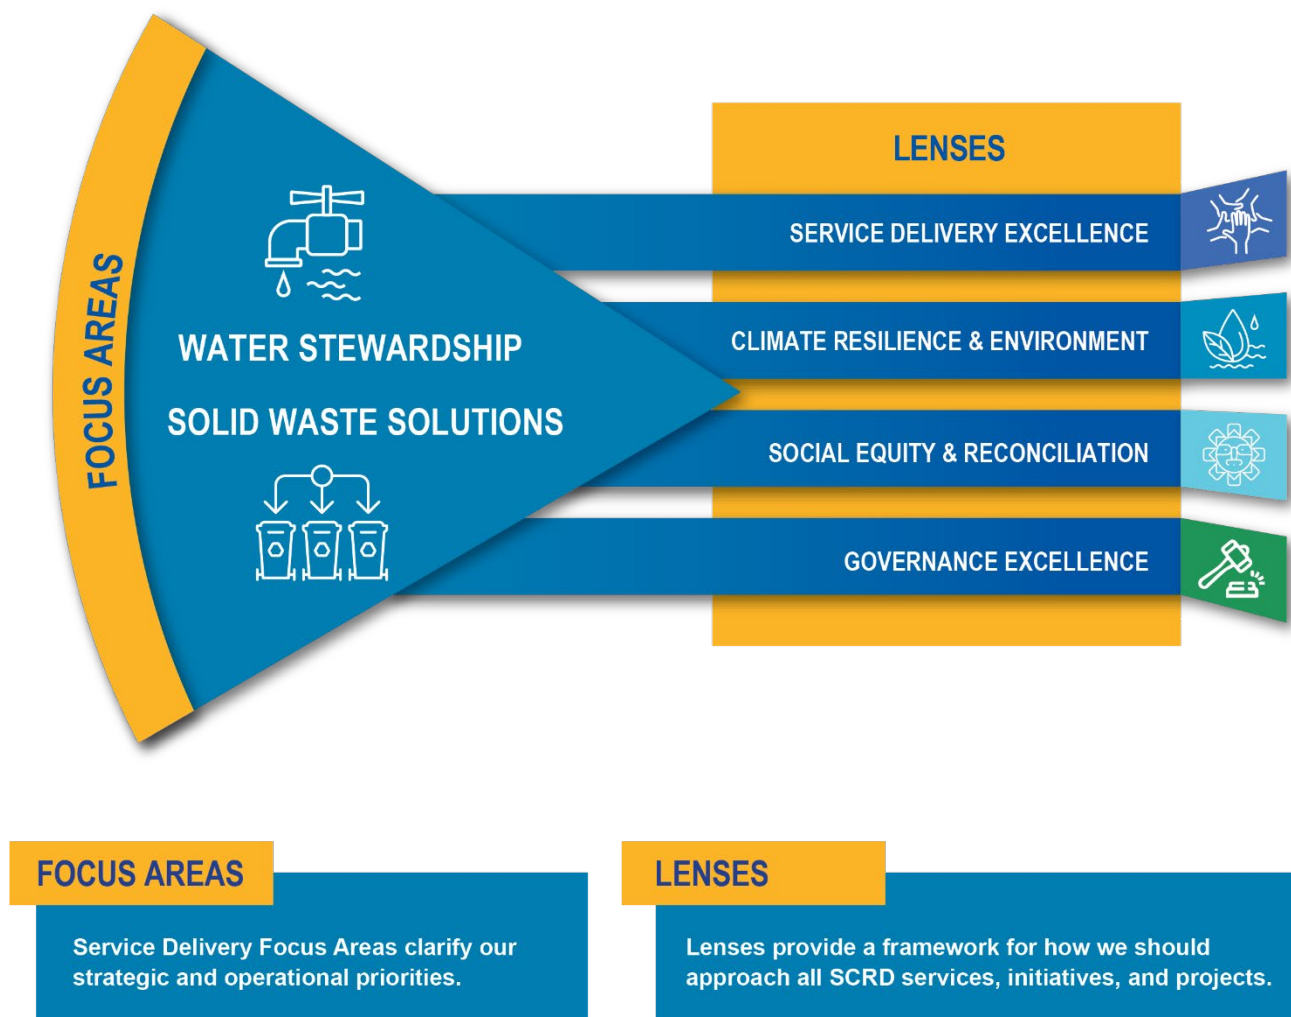 FOCUS AREAS
WATER STEWARDSHIP
SOLID WASTE SOLUTIONS
LENSES
SERVICE DELIVERY EXCELLENCE
CLIMATE RESILIENCE & ENVIRONMENT
SOCIAL EQUITY & RECONCILIATION
GOVERNANCE EXCELLENCE
FOCUS AREAS
Service Delivery Focus Areas clarify our
strategic and operational priorities.
LENSES
Lenses provide a framework for how we should
approach all SCRD services, initiatives, and projects.